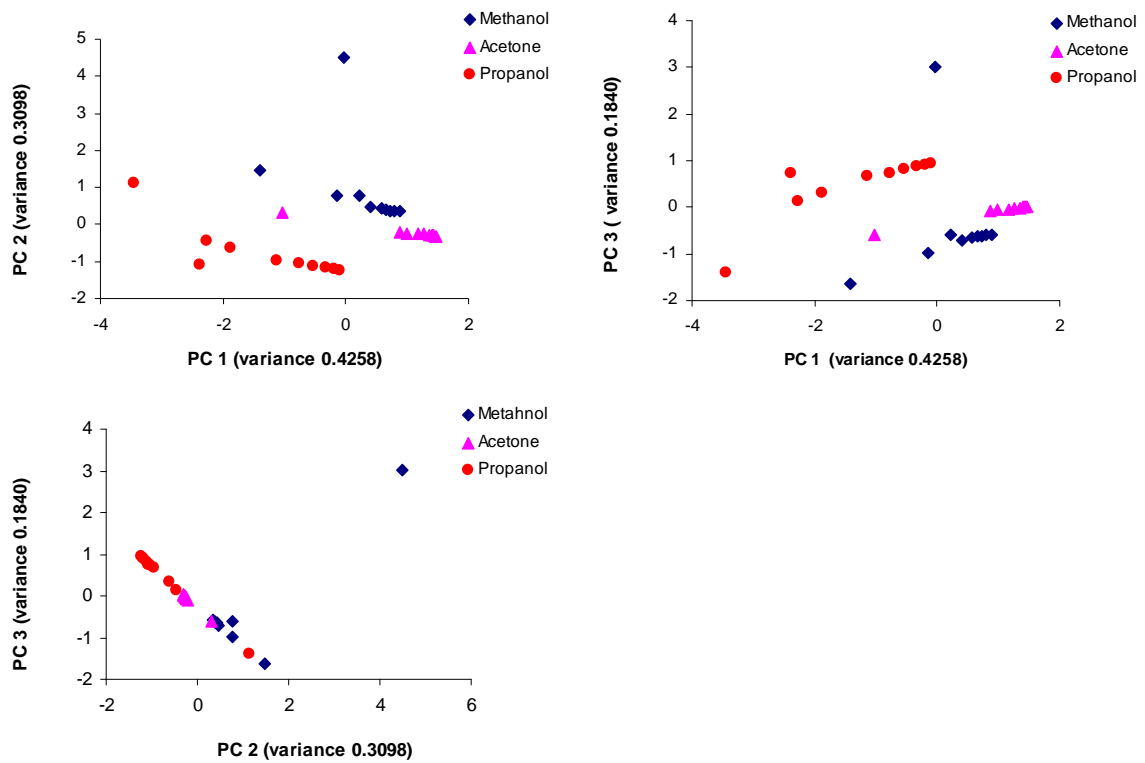 Methanol
Acetone
Propanol
5
4
3
2
1
0
-1
-2
-4
-2
0
2
PC 2 (variance 0.3098)
PC 1 (variance 0.4258)
Methanol
Acetone
Propanol
4
3
2
1
0
-1
-2
-4
-2
0
2
PC 3 ( variance 0.1840)
PC 1 (variance 0.4258)
Metahnol
Acetone
Propanol
4
3
2
1
0
-1
-2
-2
0
2
4
6
PC 3 (variance 0.1840)
PC 2 (variance 0.3098)